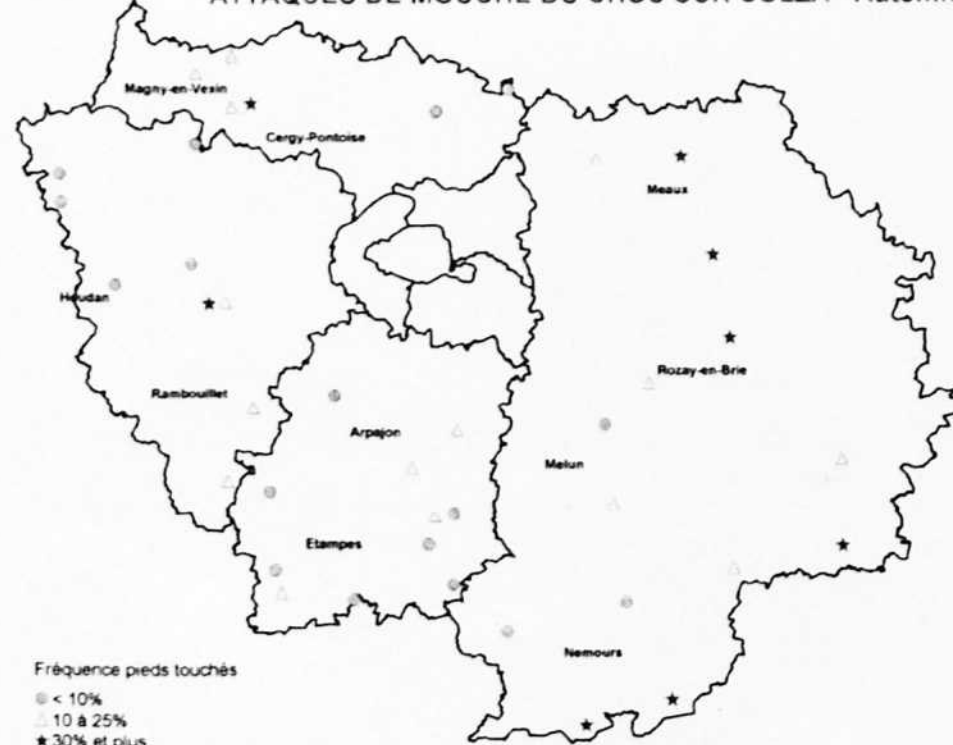 Magny-en-Vexin
Cergy-Pontoise
Meaux
Houdan
Rozay-en-Brie
Rambouillet
Arpajon
Melun
Etampes
Nemours
Fréquence pieds touchés
< 10%
10 à 25%
30% et plus